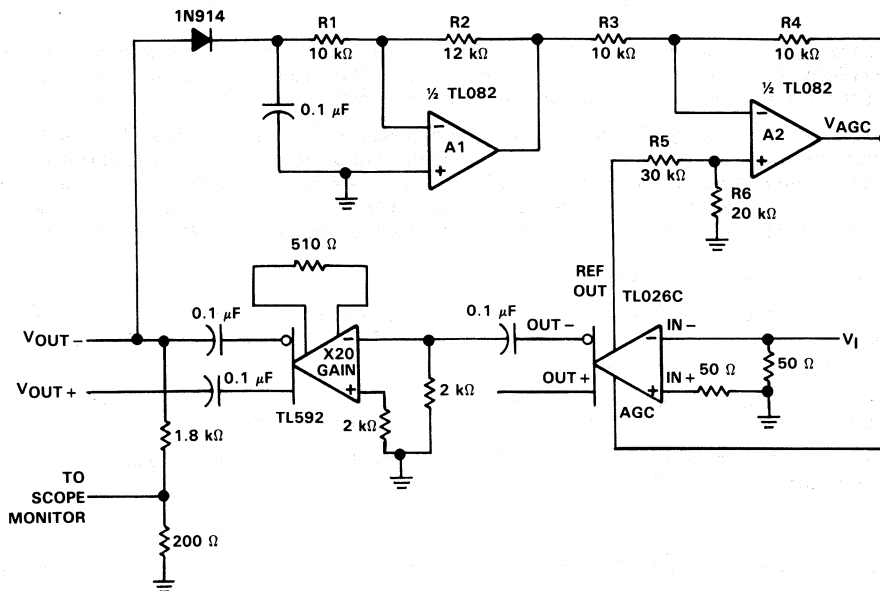 1N914
R1
10 kΩ
R2
12 kΩ
R3
10 kΩ
R4
10 kΩ
0.1 μF
½ TL082
−
A1
+
½ TL082
−
A2
+
VAGC
R5
30 kΩ
R6
20 kΩ
510 Ω
REF
OUT
TL026C
0.1 μF
VOUT−
0.1 μF
VOUT+
−
X20
GAIN
+
TL592
2 kΩ
2 kΩ
0.1 μF
OUT−
OUT+
−
IN−
+
IN+
AGC
50 Ω
50 Ω
VI
1.8 kΩ
TO
SCOPE
MONITOR
200 Ω